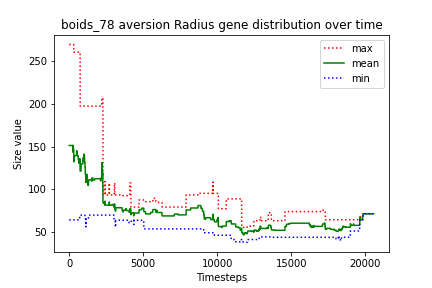 boids_78 aversion Radius gene distribution over time
max
mean
min
250
200
150
100
50
Size value
0
5000
10000
15000
20000
Timesteps